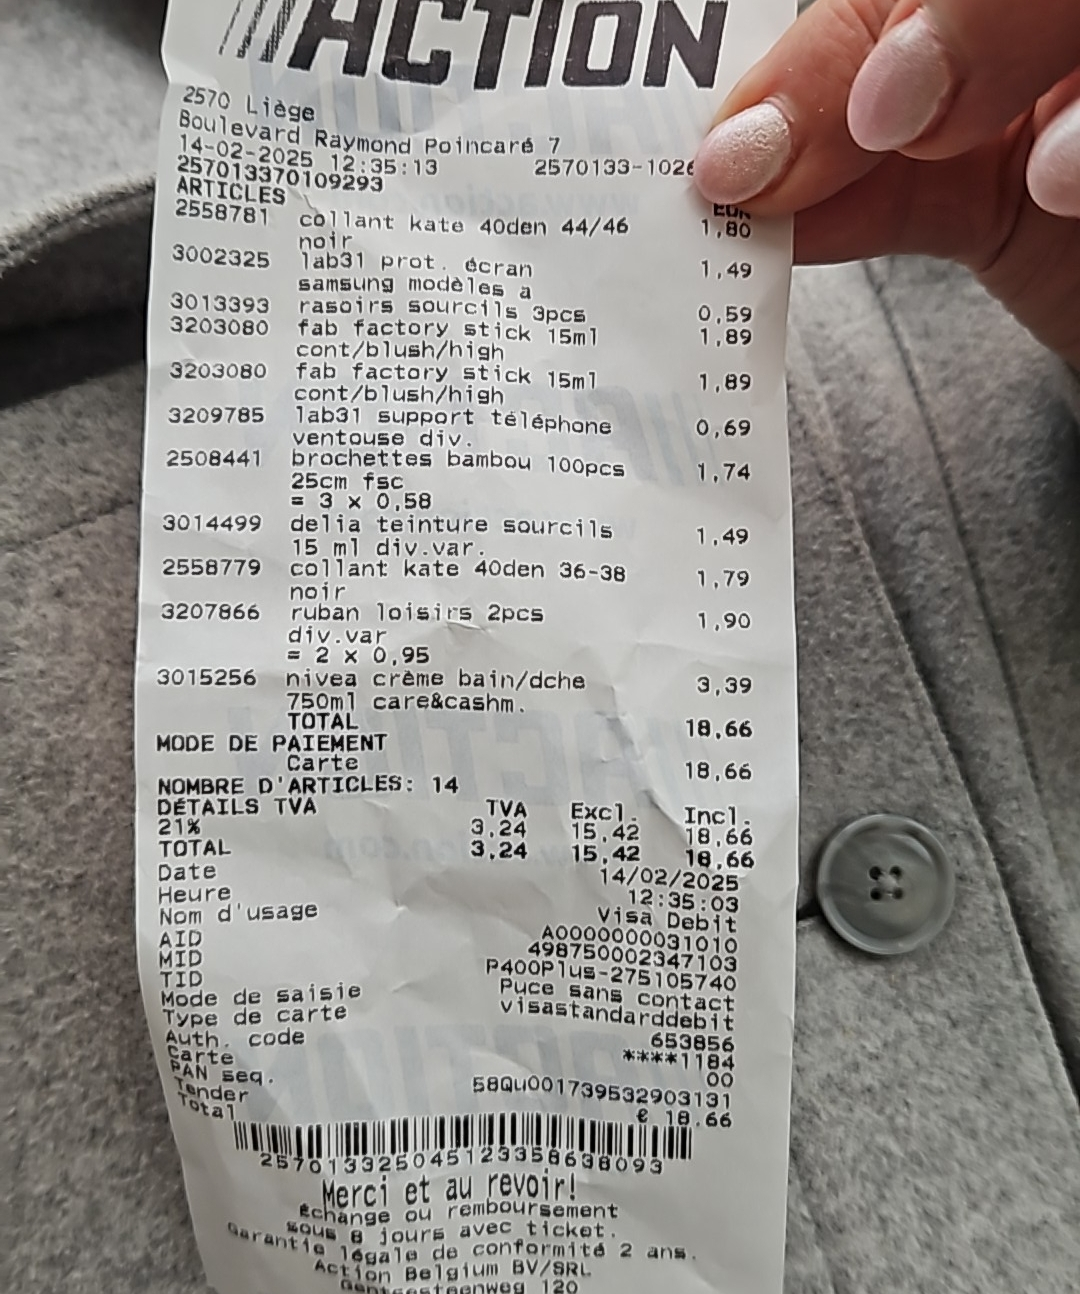 ACTION
2570 Liège
Boulevard Raymond Poincaré 7
14-02-2025 12:35:13 2570133-1026
257013370109293
ARTICLES EUR
2558781 collant kate 40den 44/46 1,80
noir
3002325 lab31 prot. écran 1,49
samsung modèles a
3013393 rasoirs sourcils 3pcs 0,59
3203080 fab factory stick 15ml 1,89
cont/blush/high
3203080 fab factory stick 15ml 1,89
cont/blush/high
3209785 lab31 support téléphone 0,69
ventouse div.
2508441 brochettes bambou 100pcs 1,74
25cm fsc
= 3 x 0,58
3014499 delia teinture sourcils 1,49
15 ml div.var.
2558779 collant kate 40den 36-38 1,79
noir
3207866 ruban loisirs 2pcs 1,90
div.var
= 2 x 0,95
3015256 nivea crème bain/dche 3,39
750ml care&cashm.
TOTAL 18,66
MODE DE PAIEMENT
Carte 18,66
NOMBRE D'ARTICLES: 14
DÉTAILS TVA TVA Excl. Incl.
21% 3,24 15,42 18,66
TOTAL 3,24 15,42 18,66
Date 14/02/2025
Heure 12:35:03
Nom d'usage Visa Debit
AID A0000000031010
MID 498750002347103
TID P400Plus-275105740
Mode de saisie Puce sans contact
Type de carte visastandarddebit
Auth. code 653856
Carte ****1184
PAN seq. 00
Tender 58QU001739532903131
Total € 18.66
2570133250451233586380​93
Merci et au revoir!
Échange ou remboursement
sous 8 jours avec ticket.
Garantie légale de conformité 2 ans.
Action Belgium BV/SRL
Gentsesteenweg 120